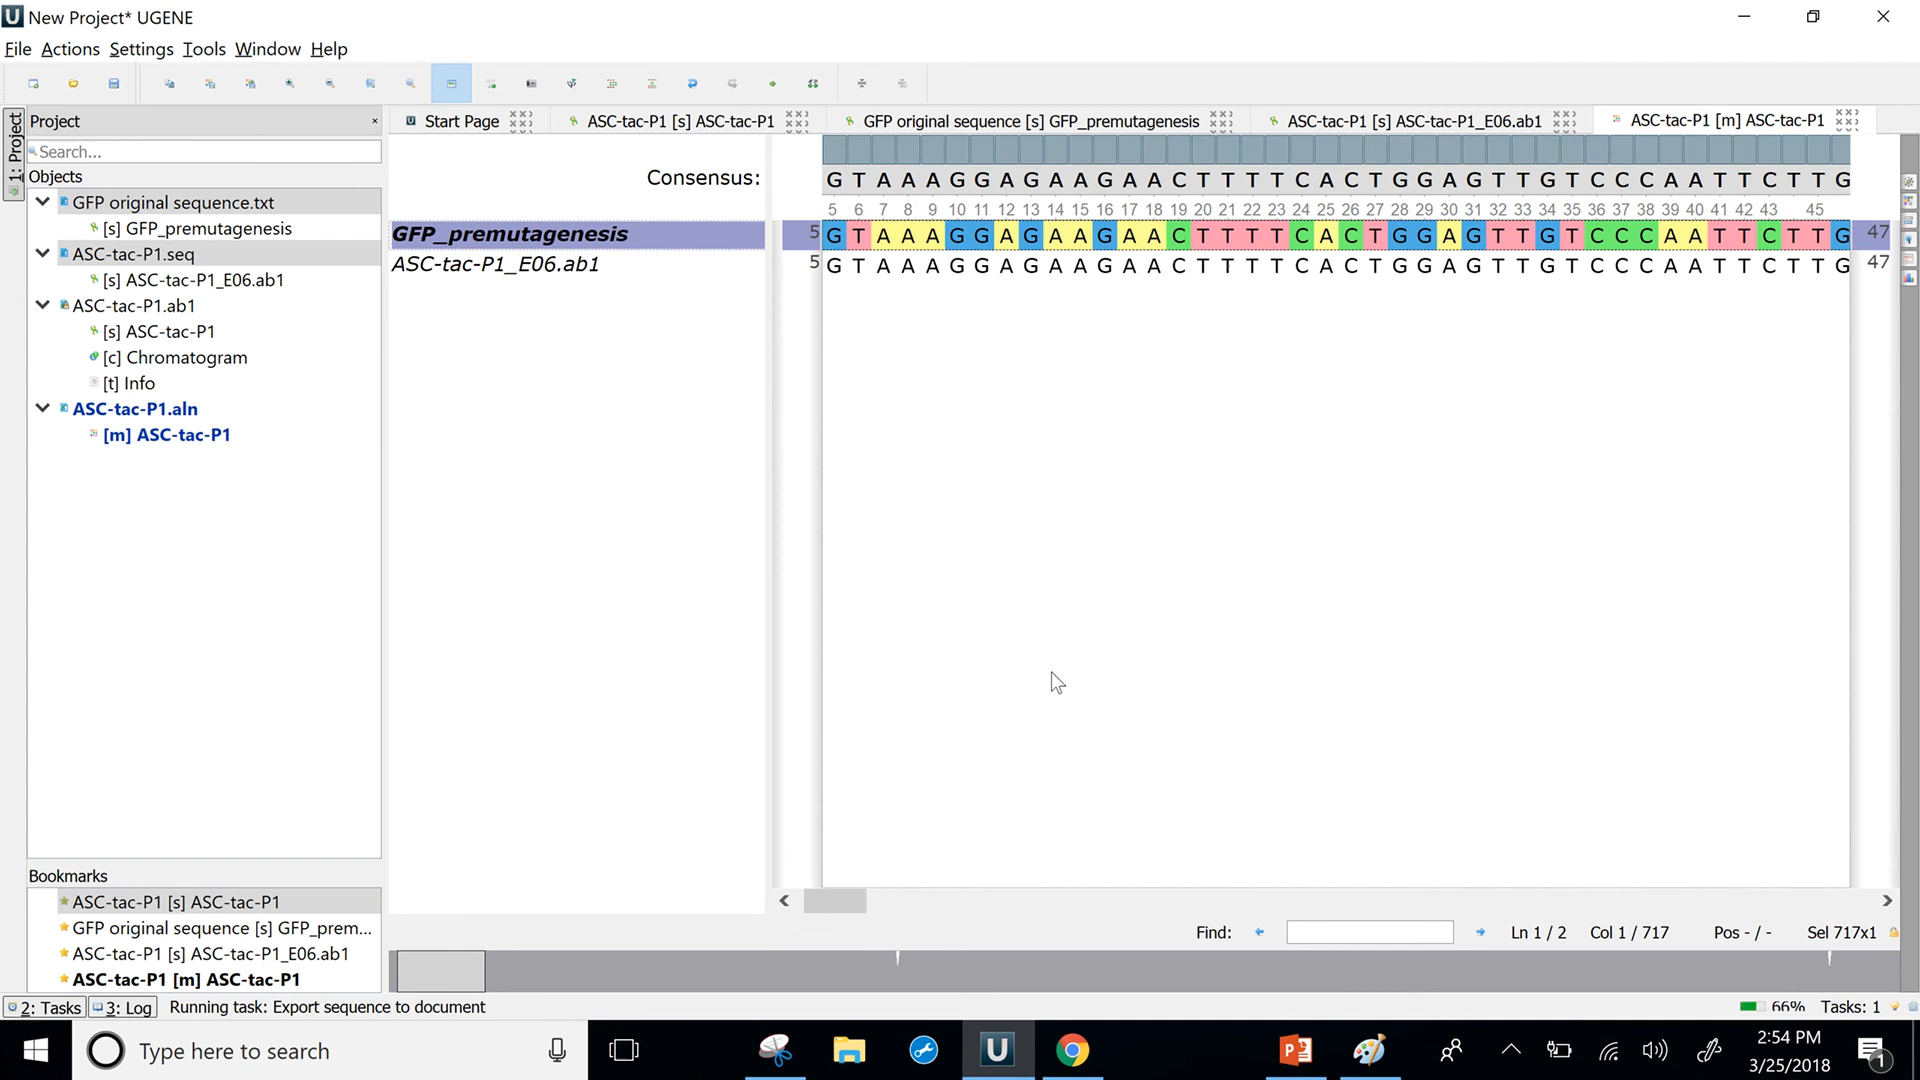 New Project* UGENE
File Actions Settings Tools Window Help
1: Project
Project
Search...
Objects
GFP original sequence.txt
[s] GFP_premutagenesis
ASC-tac-P1.seq
[s] ASC-tac-P1_E06.ab1
ASC-tac-P1.ab1
[s] ASC-tac-P1
[c] Chromatogram
[t] Info
ASC-tac-P1.aln
[m] ASC-tac-P1
Bookmarks
ASC-tac-P1 [s] ASC-tac-P1
GFP original sequence [s] GFP_prem...
ASC-tac-P1 [s] ASC-tac-P1_E06.ab1
ASC-tac-P1 [m] ASC-tac-P1
Start Page ASC-tac-P1 [s] ASC-tac-P1 GFP original sequence [s] GFP_premutagenesis ASC-tac-P1 [s] ASC-tac-P1_E06.ab1 ASC-tac-P1 [m] ASC-tac-P1
Consensus: G T A A A G G A G A A G A A C T T T T C A C T G G A G T T G T C C C A A T T C T T G
5 6 7 8 9 10 11 12 13 14 15 16 17 18 19 20 21 22 23 24 25 26 27 28 29 30 31 32 33 34 35 36 37 38 39 40 41 42 43 45
GFP_premutagenesis 5 G T A A A G G A G A A G A A C T T T T C A C T G G A G T T G T C C C A A T T C T T G 47
ASC-tac-P1_E06.ab1 5 G T A A A G G A G A A G A A C T T T T C A C T G G A G T T G T C C C A A T T C T T G 47
Find: Ln 1 / 2 Col 1 / 717 Pos - / - Sel 717x1
2: Tasks 3: Log Running task: Export sequence to document 66% Tasks: 1
Type here to search
2:54 PM
3/25/2018
1